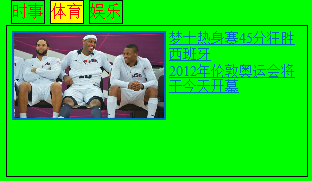 时事 体育 娱乐
梦十热身赛45分狂胜
西班牙
2012年伦敦奥运会将
于今天开幕